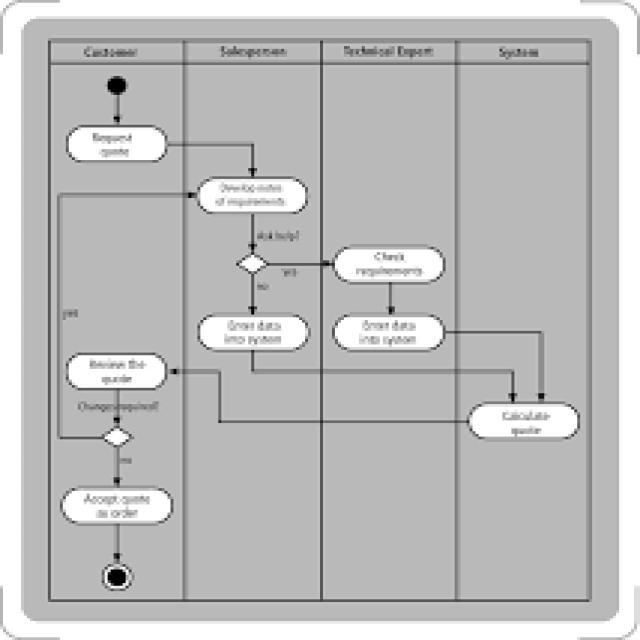 Customer
Salesperson
Technical Expert
System
Request
quote
Develop notes
of requirements
Ask help?
yes
no
Check
requirements
Enter data
into system
Enter data
into system
yes
Review the
quote
Changes required?
no
Calculate
quote
Accept quote
as order